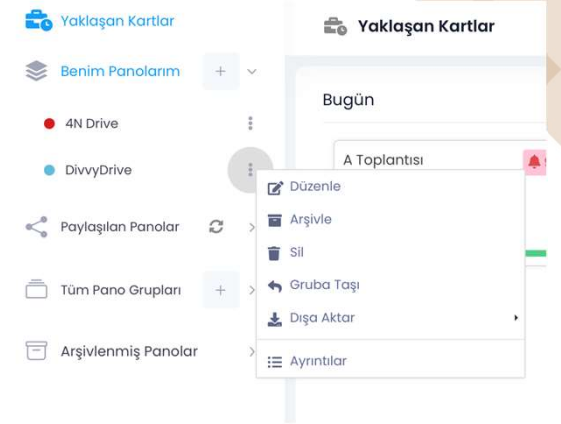 Yaklaşan Kartlar
Benim Panolarım
4N Drive
DivvyDrive
Paylaşılan Panolar
Tüm Pano Grupları
Arşivlenmiş Panolar
Yaklaşan Kartlar
Bugün
A Toplantısı
Düzenle
Arşivle
Sil
Gruba Taşı
Dışa Aktar
Ayrıntılar